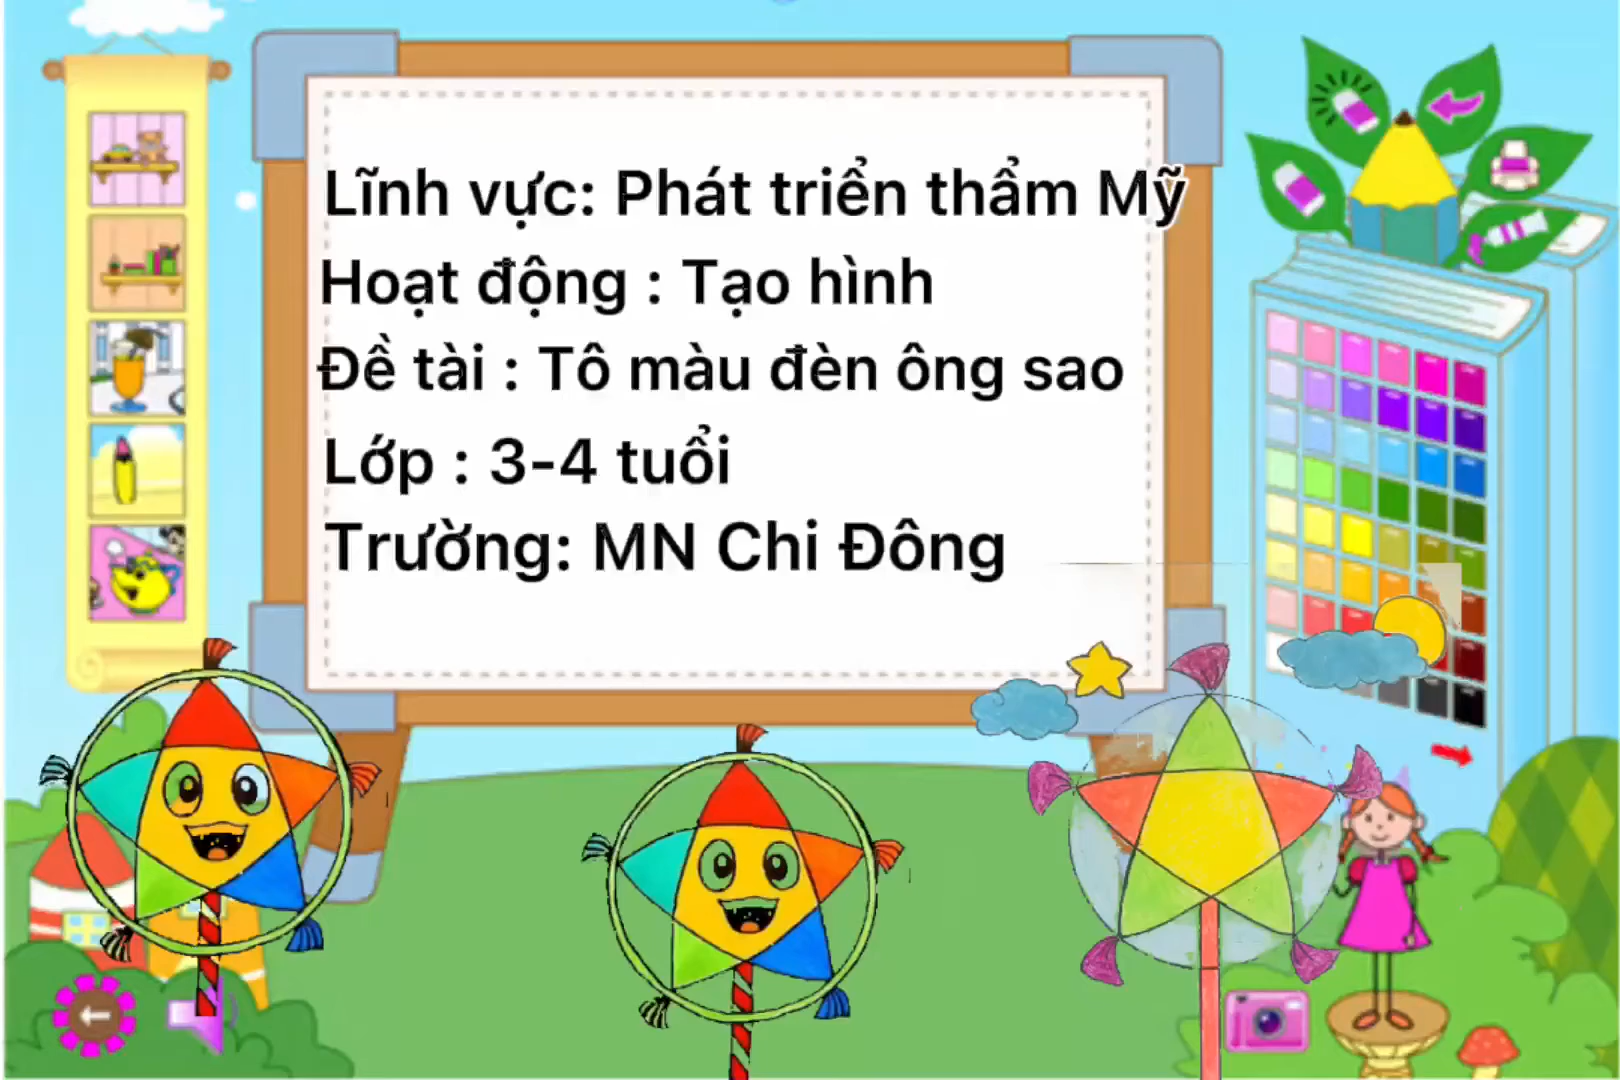 Lĩnh vực: Phát triển thẩm Mỹ
Hoạt động : Tạo hình
Đề tài : Tô màu đèn ông sao
Lớp : 3-4 tuổi
Trường: MN Chi Đông